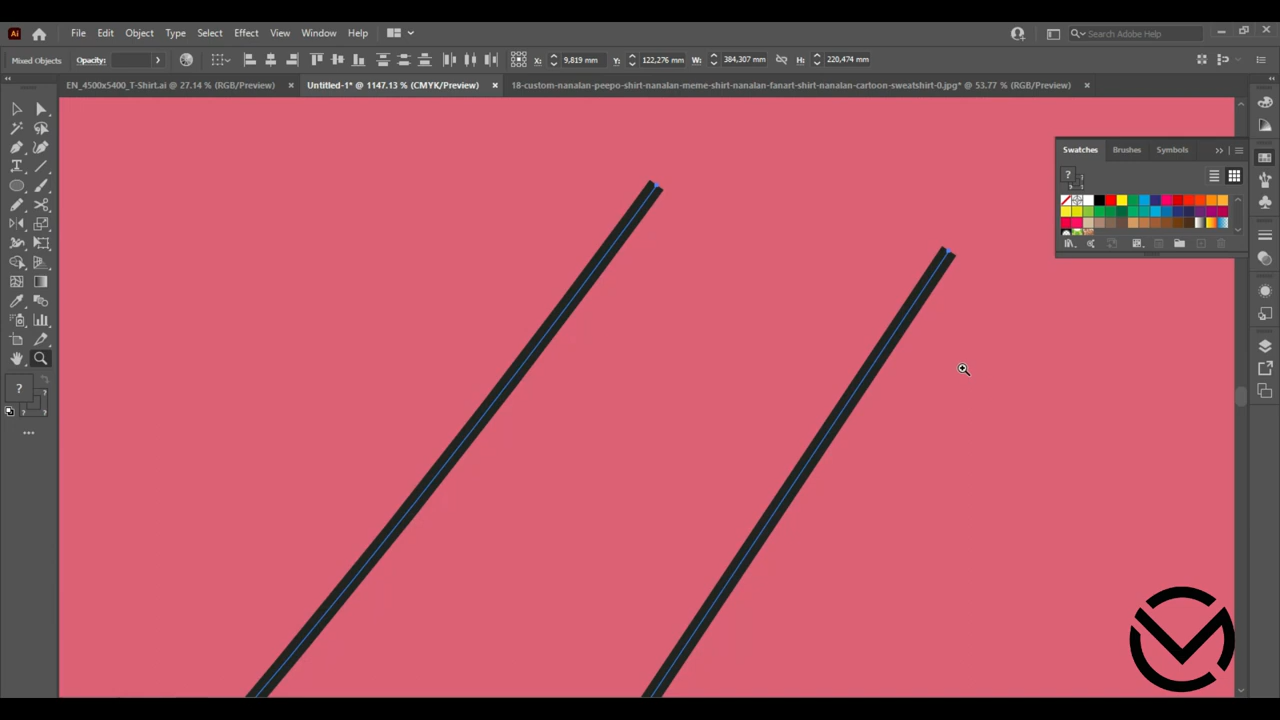 Ai File Edit Object Type Select Effect View Window Help Search Adobe Help
Mixed Objects Opacity: X: 9,819 mm Y: 122,276 mm W: 384,307 mm H: 220,474 mm
EN_4500x5400_T-Shirt.ai @ 27.14 % (RGB/Preview) Untitled-1* @ 1147.13 % (CMYK/Preview) 18-custom-nanalan-peepo-shirt-nanalan-meme-shirt-nanalan-fanart-shirt-nanalan-cartoon-sweatshirt-0.jpg* @ 53.77 % (RGB/Preview)
Swatches Brushes Symbols
?
?
?
? ?